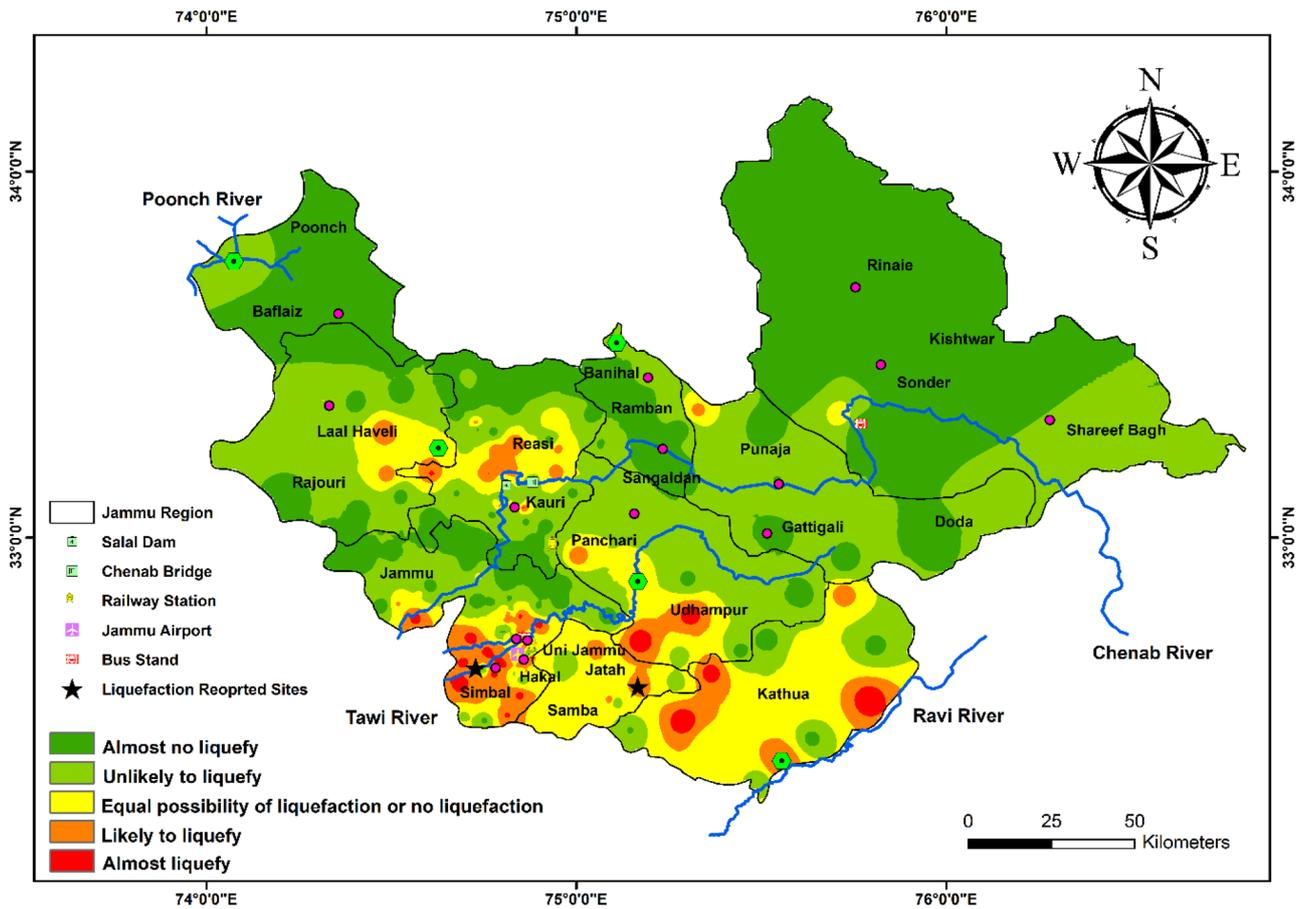 74°0'0"E 75°0'0"E 76°0'0"E
N
W E
S
34°0'0"N 34°0'0"N
Poonch River
Poonch
Rinaie
Baflaiz
Kishtwar
Banihal
Sonder
Ramban
Laal Haveli
Reasi
Shareef Bagh
Punaja
Rajouri
Sangaldan
Kauri
Gattigali
Doda
Panchari
33°0'0"N 33°0'0"N
Jammu
Udhampur
Uni Jammu
Chenab River
Jatah
Hakal
Simbal
Kathua
Samba
Tawi River
Ravi River
Jammu Region
Salal Dam
Chenab Bridge
Railway Station
Jammu Airport
Bus Stand
Liquefaction Reoprted Sites
Almost no liquefy
Unlikely to liquefy
Equal possibility of liquefaction or no liquefaction
Likely to liquefy
Almost liquefy
0 25 50
Kilometers
74°0'0"E 75°0'0"E 76°0'0"E